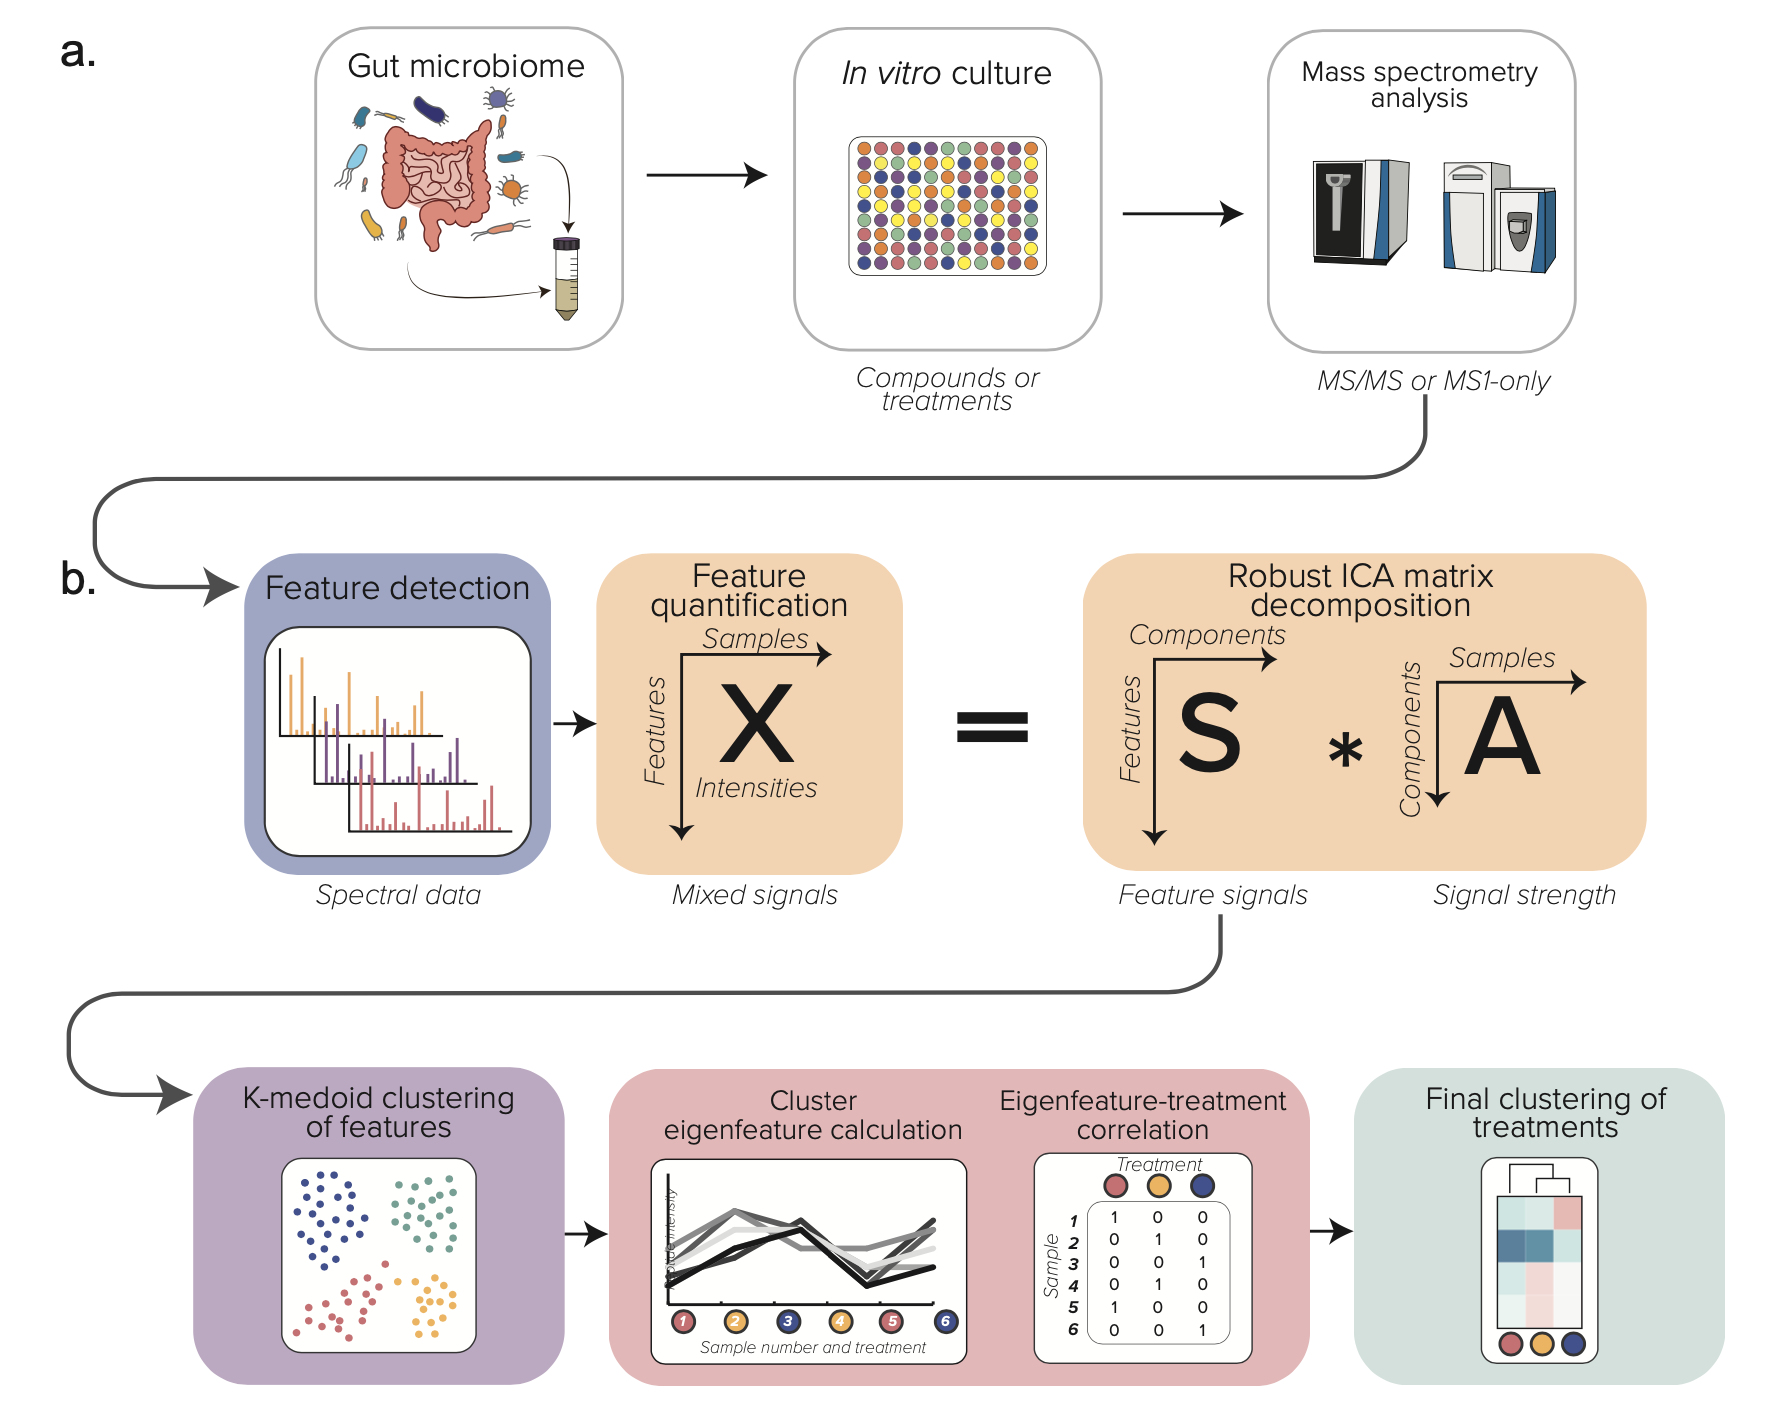 a.
Gut microbiome
In vitro culture
Mass spectrometry
analysis
Compounds or
treatments
MS/MS or MS1-only
b.
Feature detection
Spectral data
Feature
quantification
Samples
Features
X
Intensities
Mixed signals
=
Robust ICA matrix
decomposition
Components
Features
S
*
Samples
Components
A
Feature signals
Signal strength
K-medoid clustering
of features
Cluster
eigenfeature calculation
intensity
1 2 3 4 5 6
Sample number and treatment
Eigenfeature-treatment
correlation
Treatment
Sample
1 1 0 0
2 0 1 0
3 0 0 1
4 0 1 0
5 1 0 0
6 0 0 1
Final clustering of
treatments